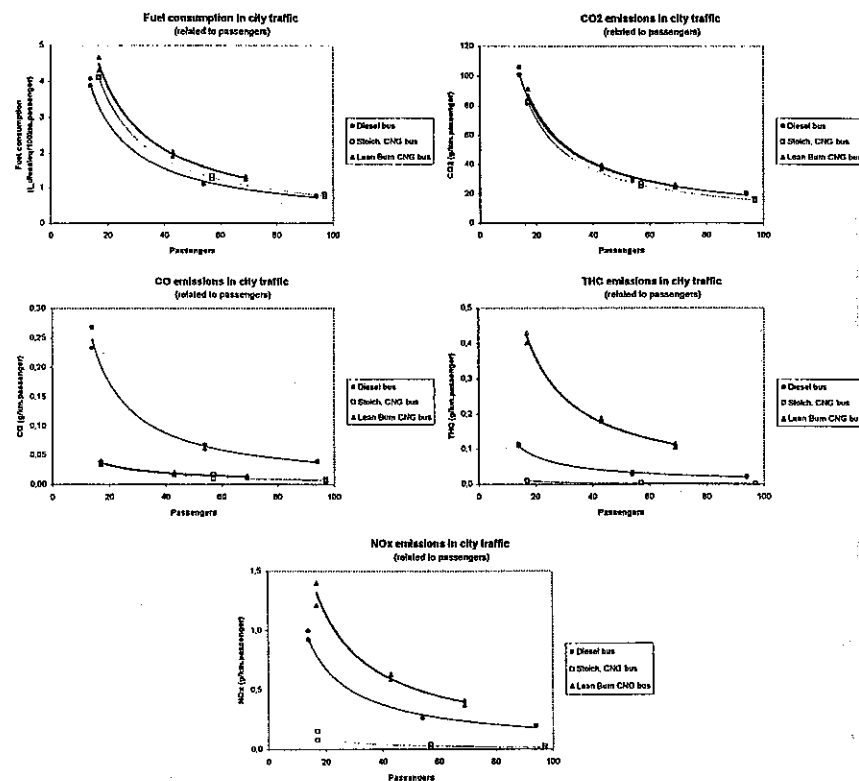 Fuel consumption in city traffic
(related to passengers)
Fuel consumption
5
4
3
2
1
0
0 20 40 60 80 100
Passengers
Diesel bus
Stoich. CNG bus
Lean Burn CNG bus
CO2 emissions in city traffic
(related to passengers)
CO2 (g/km.passenger)
120
100
80
60
40
20
0
0 20 40 60 80 100
Passengers
Diesel bus
Stoich. CNG bus
Lean Burn CNG bus
CO emissions in city traffic
(related to passengers)
CO (g/km.passenger)
0,30
0,25
0,20
0,15
0,10
0,05
0,00
0 20 40 60 80 100
Passengers
Diesel bus
Stoich. CNG bus
Lean Burn CNG bus
THC emissions in city traffic
(related to passengers)
THC (g/km.passenger)
0,5
0,4
0,3
0,2
0,1
0,0
0 20 40 60 80 100
Passengers
Diesel bus
Stoich. CNG bus
Lean Burn CNG bus
NOx emissions in city traffic
(related to passengers)
NOx (g/km.passenger)
1,5
1,0
0,5
0,0
0 20 40 60 80 100
Passengers
Diesel bus
Stoich. CNG bus
Lean Burn CNG bus